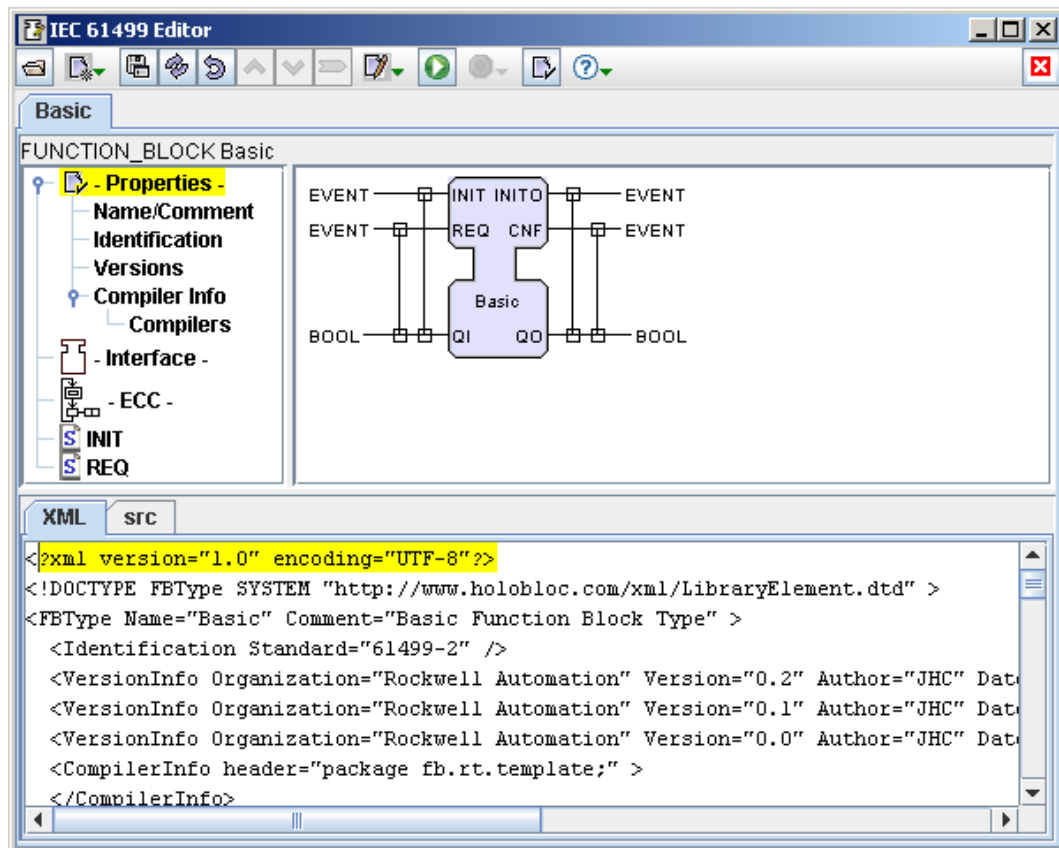 IEC 61499 Editor
Basic
FUNCTION_BLOCK Basic
- Properties -
Name/Comment
Identification
Versions
Compiler Info
Compilers
- Interface -
- ECC -
S INIT
S REQ
EVENT INIT INITO EVENT
EVENT REQ CNF EVENT
Basic
BOOL QI QO BOOL
XML src
<?xml version="1.0" encoding="UTF-8"?>
<!DOCTYPE FBType SYSTEM "http://www.holobloc.com/xml/LibraryElement.dtd" >
<FBType Name="Basic" Comment="Basic Function Block Type" >
<Identification Standard="61499-2" />
<VersionInfo Organization="Rockwell Automation" Version="0.2" Author="JHC" Dat
<VersionInfo Organization="Rockwell Automation" Version="0.1" Author="JHC" Dat
<VersionInfo Organization="Rockwell Automation" Version="0.0" Author="JHC" Dat
<CompilerInfo header="package fb.rt.template;" >
</CompilerInfo>